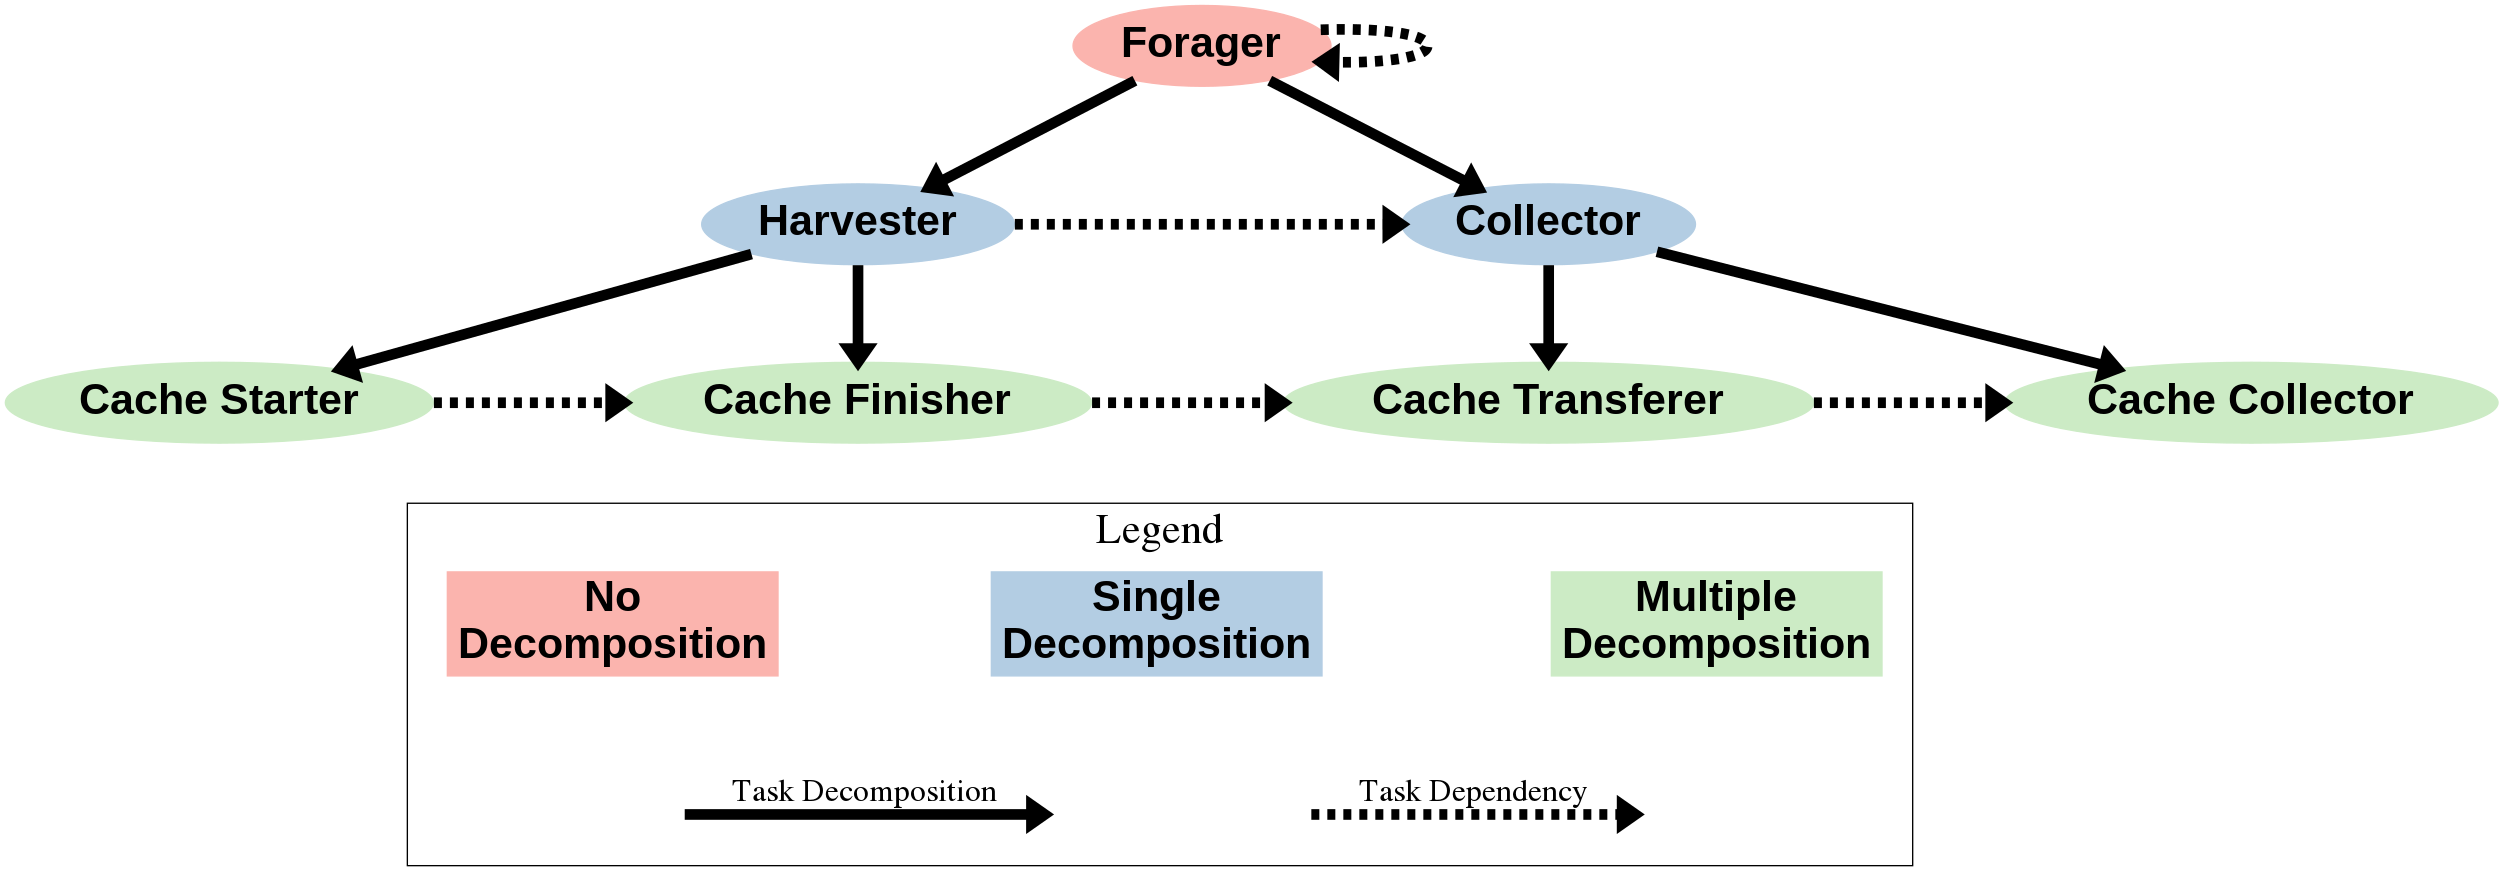 Forager
Harvester
Collector
Cache Starter
Cache Finisher
Cache Transferer
Cache Collector
Legend
No
Decomposition
Single
Decomposition
Multiple
Decomposition
Task Decomposition
Task Dependency